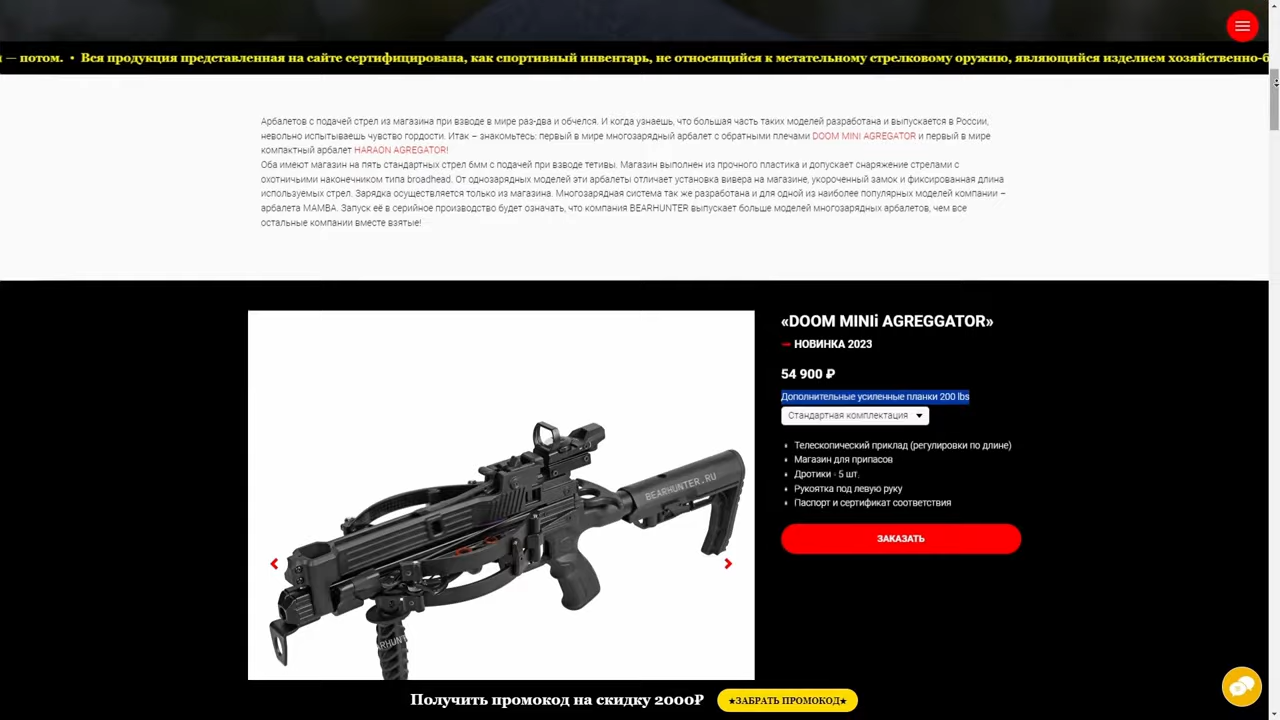 — потом. • Вся продукция представленная на сайте сертифицирована, как спортивный инвентарь, не относящийся к метательному стрелковому оружию, являющийся изделием хозяйственно-б
Арбалетов с подачей стрел из магазина при взводе в мире раз-два и обчелся. И когда узнаешь, что большая часть таких моделей разработана и выпускается в России,
невольно испытываешь чувство гордости. Итак – знакомьтесь: первый в мире многозарядный арбалет с обратными плечами DOOM MINI AGREGATOR и первый в мире
компактный арбалет HARAON AGREGATOR!
Оба имеют магазин на пять стандартных стрел 6мм с подачей при взводе тетивы. Магазин выполнен из прочного пластика и допускает снаряжение стрелами с
охотничьими наконечником типа broadhead. От однозарядных моделей эти арбалеты отличает установка вивера на магазине, укороченный замок и фиксированная длина
используемых стрел. Зарядка осуществляется только из магазина. Многозарядная система так же разработана и для одной из наиболее популярных моделей компании –
арбалета MAMBA. Запуск её в серийное производство будет означать, что компания BEARHUNTER выпускает больше моделей многозарядных арбалетов, чем все
остальные компании вместе взятые!
«DOOM MINIi AGREGGATOR»
НОВИНКА 2023
54 900 ₽
Дополнительные усиленные планки 200 lbs
Стандартная комплектация
Телескопический приклад (регулировки по длине)
Магазин для припасов
Дротики - 5 шт.
Рукоятка под левую руку
Паспорт и сертификат соответствия
ЗАКАЗАТЬ
BEARHUNTER.RU
Получить промокод на скидку 2000₽
★ЗАБРАТЬ ПРОМОКОД★